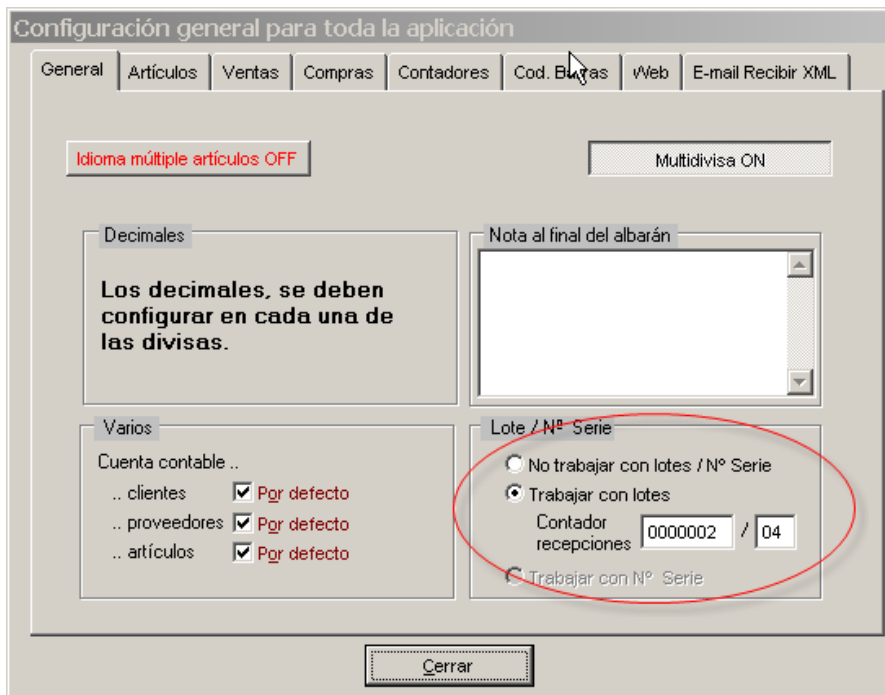 Configuración general para toda la aplicación
General Artículos Ventas Compras Contadores Cod. Barras Web E-mail Recibir XML
Idioma múltiple artículos OFF
Multidivisa ON
Decimales
Los decimales, se deben
configurar en cada una de
las divisas.
Nota al final del albarán
Varios
Cuenta contable ..
.. clientes Por defecto
.. proveedores Por defecto
.. artículos Por defecto
Lote / Nº Serie
No trabajar con lotes / Nº Serie
Trabajar con lotes
Contador
recepciones 0000002 / 04
Trabajar con Nº Serie
Cerrar